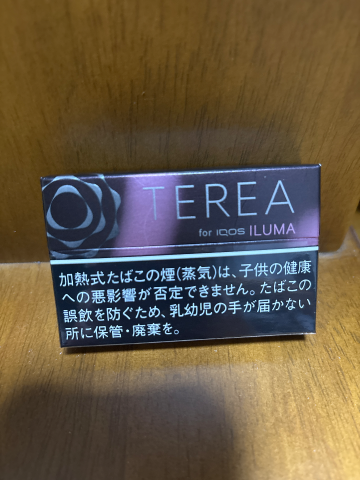 TEREA
for IQOS ILUMA
加熱式たばこの煙(蒸気)は、子供の健康
への悪影響が否定できません。たばこの
誤飲を防ぐため、乳幼児の手が届かない
所に保管・廃棄を。